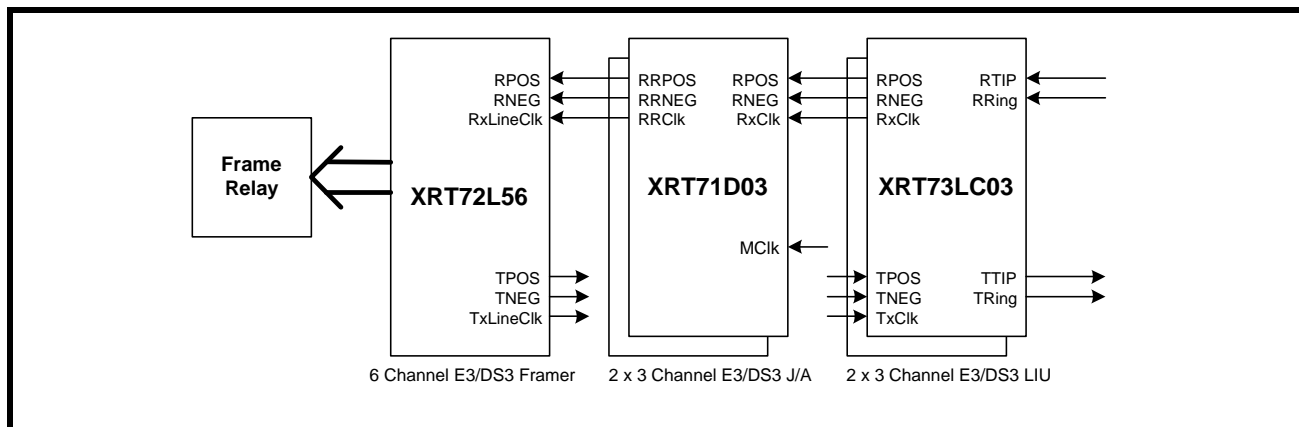 Frame
Relay
RPOS
RNEG
RxLineClk
XRT72L56
TPOS
TNEG
TxLineClk
6 Channel E3/DS3 Framer
RRPOS
RRNEG
RRClk
RPOS
RNEG
RxClk
XRT71D03
MClk
2 x 3 Channel E3/DS3 J/A
RPOS
RNEG
RxClk
RTIP
RRing
XRT73LC03
TPOS
TNEG
TxClk
TTIP
TRing
2 x 3 Channel E3/DS3 LIU